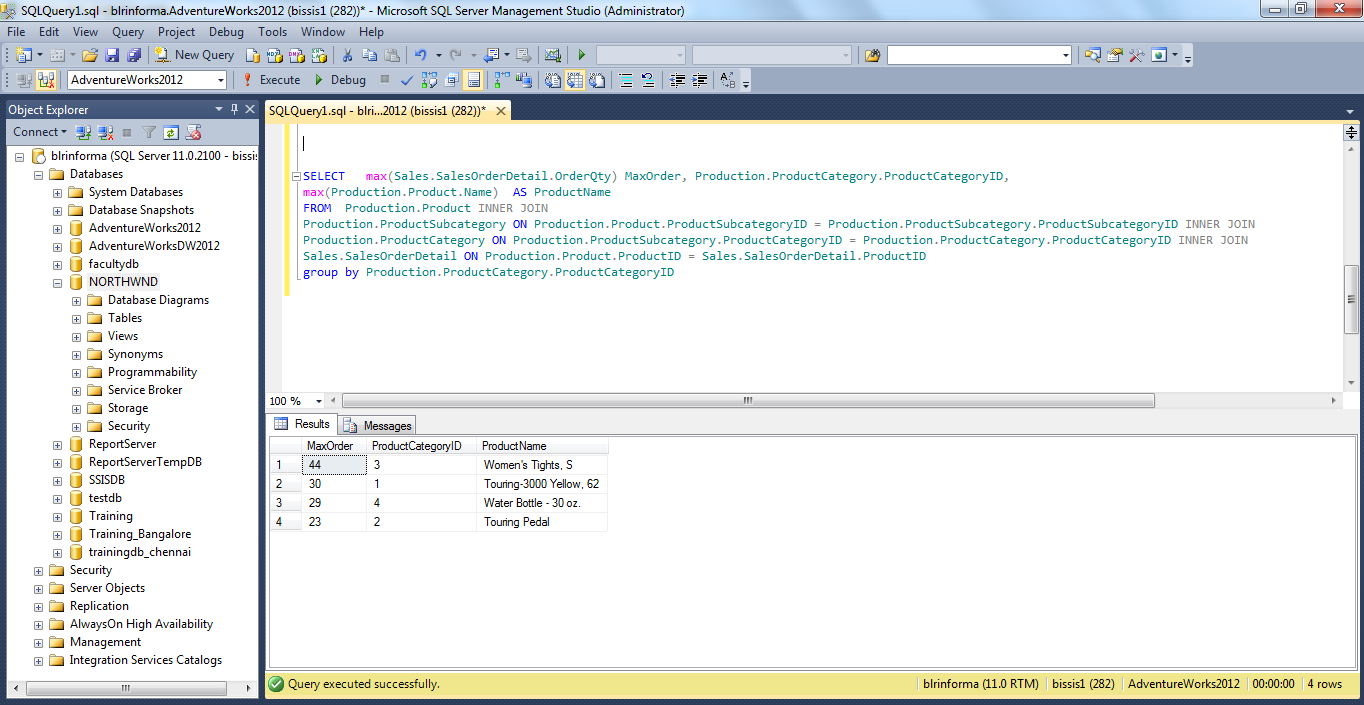 SQLQuery1.sql - blrinforma.AdventureWorks2012 (bissis1 (282))* - Microsoft SQL Server Management Studio (Administrator)
File Edit View Query Project Debug Tools Window Help
New Query
AdventureWorks2012 Execute Debug
Object Explorer
Connect
blrinforma (SQL Server 11.0.2100 - bissis
Databases
System Databases
Database Snapshots
AdventureWorks2012
AdventureWorksDW2012
facultydb
NORTHWND
Database Diagrams
Tables
Views
Synonyms
Programmability
Service Broker
Storage
Security
ReportServer
ReportServerTempDB
SSISDB
testdb
Training
Training_Bangalore
trainingdb_chennai
Security
Server Objects
Replication
AlwaysOn High Availability
Management
Integration Services Catalogs
SQLQuery1.sql - blri...2012 (bissis1 (282))*
SELECT max(Sales.SalesOrderDetail.OrderQty) MaxOrder, Production.ProductCategory.ProductCategoryID,
max(Production.Product.Name) AS ProductName
FROM Production.Product INNER JOIN
Production.ProductSubcategory ON Production.Product.ProductSubcategoryID = Production.ProductSubcategory.ProductSubcategoryID INNER JOIN
Production.ProductCategory ON Production.ProductSubcategory.ProductCategoryID = Production.ProductCategory.ProductCategoryID INNER JOIN
Sales.SalesOrderDetail ON Production.Product.ProductID = Sales.SalesOrderDetail.ProductID
group by Production.ProductCategory.ProductCategoryID
100 %
Results Messages
MaxOrder ProductCategoryID ProductName
1 44 3 Women's Tights, S
2 30 1 Touring-3000 Yellow, 62
3 29 4 Water Bottle - 30 oz.
4 23 2 Touring Pedal
Query executed successfully. blrinforma (11.0 RTM) bissis1 (282) AdventureWorks2012 00:00:00 4 rows